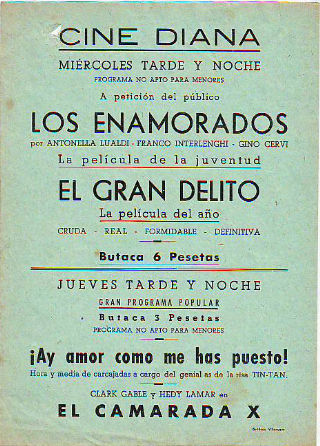 CINE DIANA
MIÉRCOLES TARDE Y NOCHE
PROGRAMA NO APTO PARA MENORES
A petición del público
LOS ENAMORADOS
por ANTONELLA LUALDI - FRANCO INTERLENGHI - GINO CERVI
La película de la juventud
EL GRAN DELITO
La película del año
CRUDA - REAL - FORMIDABLE - DEFINITIVA
Butaca 6 Pesetas
JUEVES TARDE Y NOCHE
GRAN PROGRAMA POPULAR
Butaca 3 Pesetas
PROGRAMA NO APTO PARA MENORES
¡Ay amor como me has puesto!
Hora y media de carcajadas a cargo del genial as de la risa TIN-TAN.
CLARK GABLE y HEDY LAMAR en
EL CAMARADA X